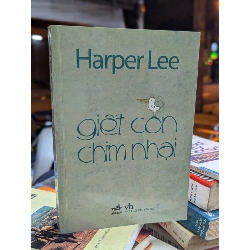 Harper Lee
giết con
chim nhại